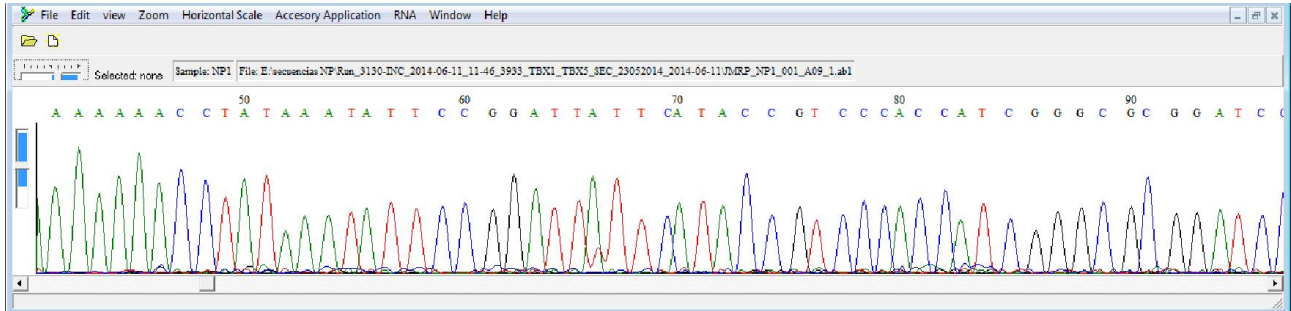 File Edit view Zoom Horizontal Scale Accesory Application RNA Window Help
Selected: none Sample: NP1 File: E:\secuencias NP\Run_3130-INC_2014-06-11_11-46_3933_TBX1_TBX5_SEC_23052014_2014-06-11\JMRP_NP1_001_A09_1.ab1
50 60 70 80 90
A A A A A A C C T A T A A A T A T T C C G G A T T A T T C A T A C C G T C C C A C C A T C G G G C G C G G A T C